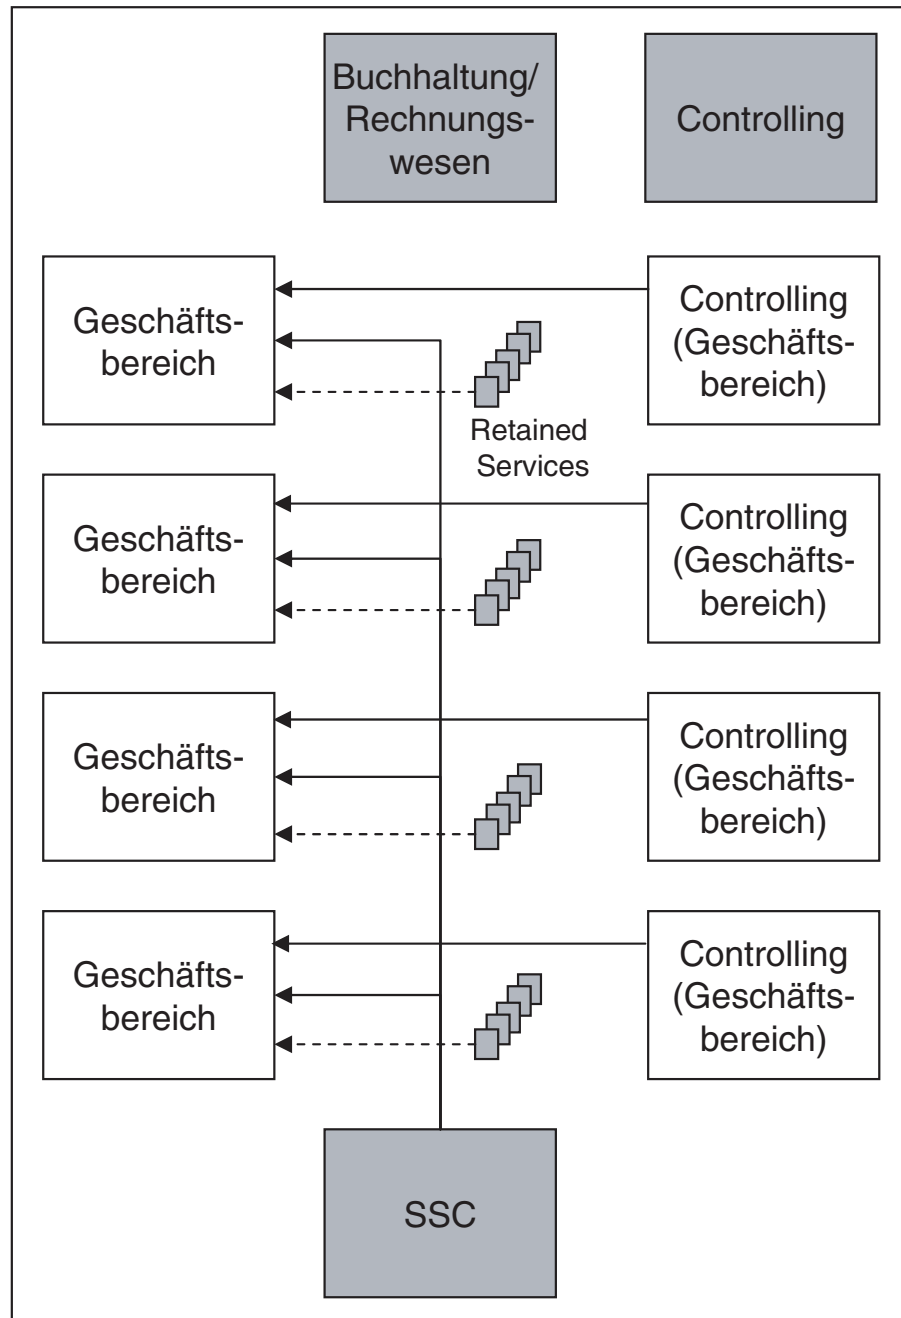 Buchhaltung/
Rechnungs-
wesen
Controlling
Geschäfts-
bereich
Controlling
(Geschäfts-
bereich)
Retained
Services
Geschäfts-
bereich
Controlling
(Geschäfts-
bereich)
Geschäfts-
bereich
Controlling
(Geschäfts-
bereich)
Geschäfts-
bereich
Controlling
(Geschäfts-
bereich)
SSC